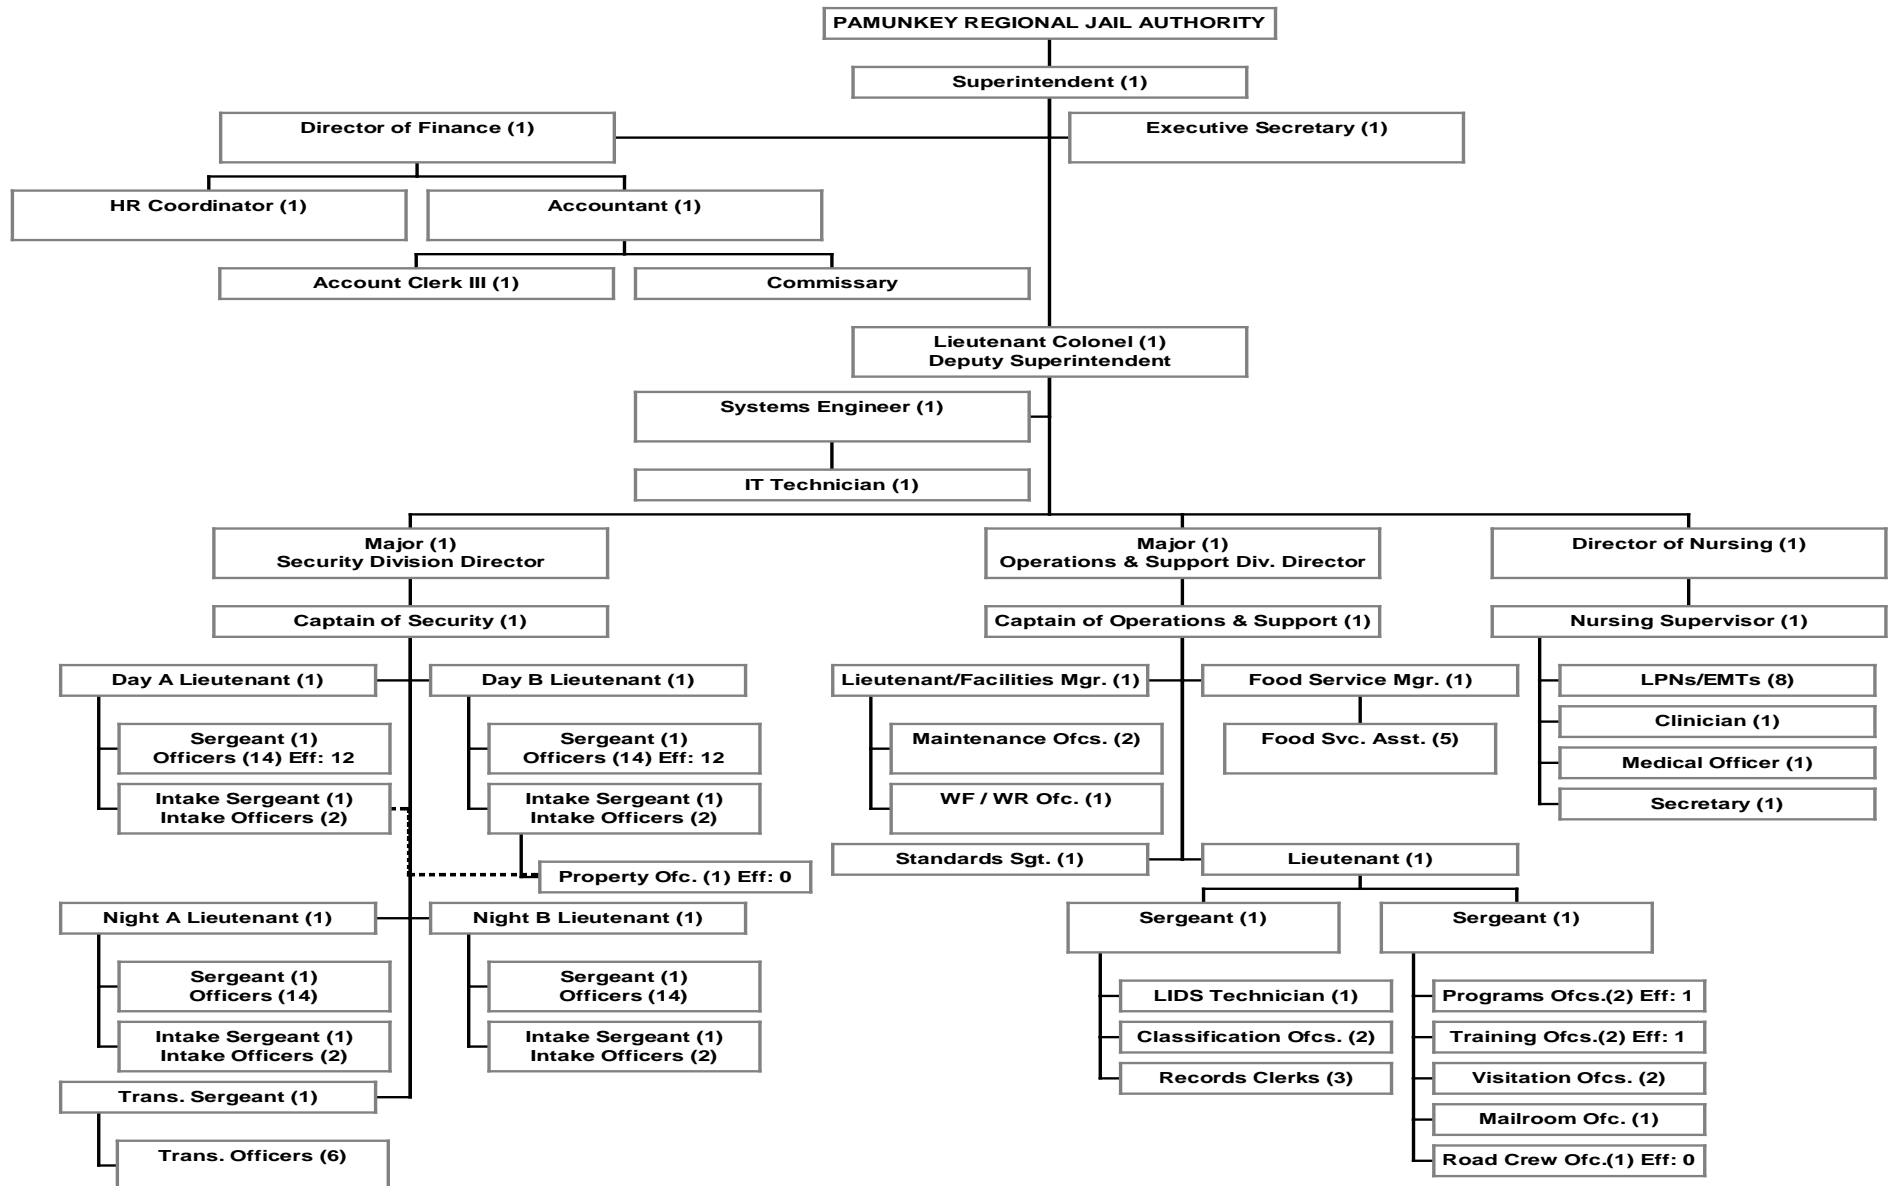 PAMUNKEY REGIONAL JAIL AUTHORITY
Superintendent (1)
Director of Finance (1)
Executive Secretary (1)
HR Coordinator (1)
Accountant (1)
Account Clerk III (1)
Commissary
Lieutenant Colonel (1)
Deputy Superintendent
Systems Engineer (1)
IT Technician (1)
Major (1)
Security Division Director
Major (1)
Operations & Support Div. Director
Director of Nursing (1)
Captain of Security (1)
Captain of Operations & Support (1)
Nursing Supervisor (1)
Day A Lieutenant (1)
Sergeant (1)
Officers (14) Eff: 12
Intake Sergeant (1)
Intake Officers (2)
Day B Lieutenant (1)
Sergeant (1)
Officers (14) Eff: 12
Intake Sergeant (1)
Intake Officers (2)
Property Ofc. (1) Eff: 0
Night A Lieutenant (1)
Sergeant (1)
Officers (14)
Intake Sergeant (1)
Intake Officers (2)
Night B Lieutenant (1)
Sergeant (1)
Officers (14)
Intake Sergeant (1)
Intake Officers (2)
Trans. Sergeant (1)
Trans. Officers (6)
Lieutenant/Facilities Mgr. (1)
Maintenance Ofcs. (2)
WF / WR Ofc. (1)
Food Service Mgr. (1)
Food Svc. Asst. (5)
Standards Sgt. (1)
Lieutenant (1)
Sergeant (1)
LIDS Technician (1)
Classification Ofcs. (2)
Records Clerks (3)
Sergeant (1)
Programs Ofcs.(2) Eff: 1
Training Ofcs.(2) Eff: 1
Visitation Ofcs. (2)
Mailroom Ofc. (1)
Road Crew Ofc.(1) Eff: 0
LPNs/EMTs (8)
Clinician (1)
Medical Officer (1)
Secretary (1)